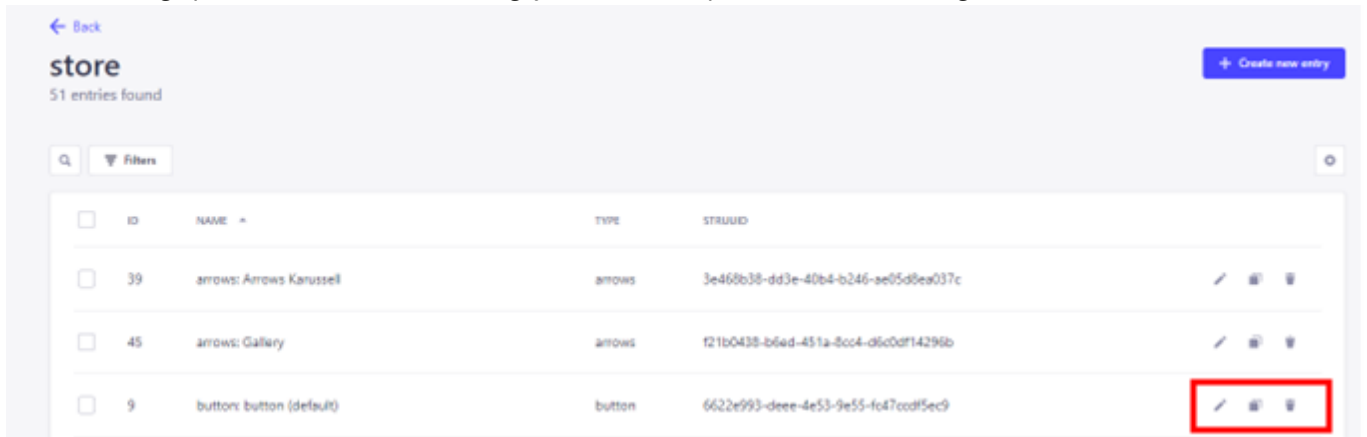 ← Back
store
51 entries found
+ Create new entry
Filters
ID NAME TYPE STRUUID
39 arrows: Arrows Karussell arrows 3e468b38-dd3e-40b4-b246-ae05d8ea037c
45 arrows: Gallery arrows f21b0438-b6ed-451a-8cc4-d6c0df14296b
9 button: button (default) button 6622e993-deee-4e53-9e55-fc47ccdf5ec9